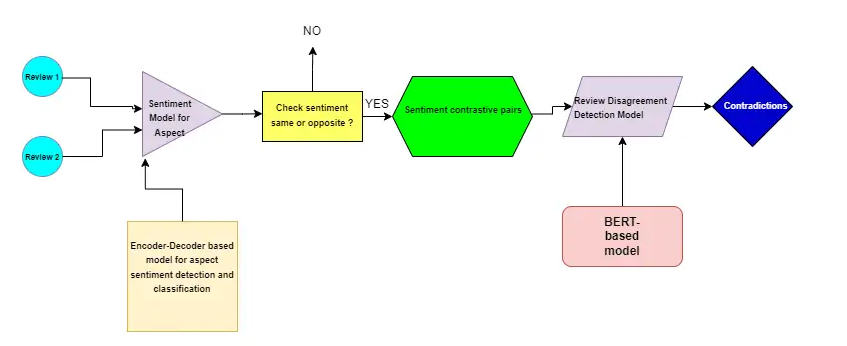 NO
Review 1
Sentiment
Model for
Aspect
Check sentiment
same or opposite ?
YES
Sentiment contrastive pairs
Review Disagreement
Detection Model
Contradictions
Review 2
Encoder-Decoder based
model for aspect
sentiment detection and
classification
BERT-
based
model